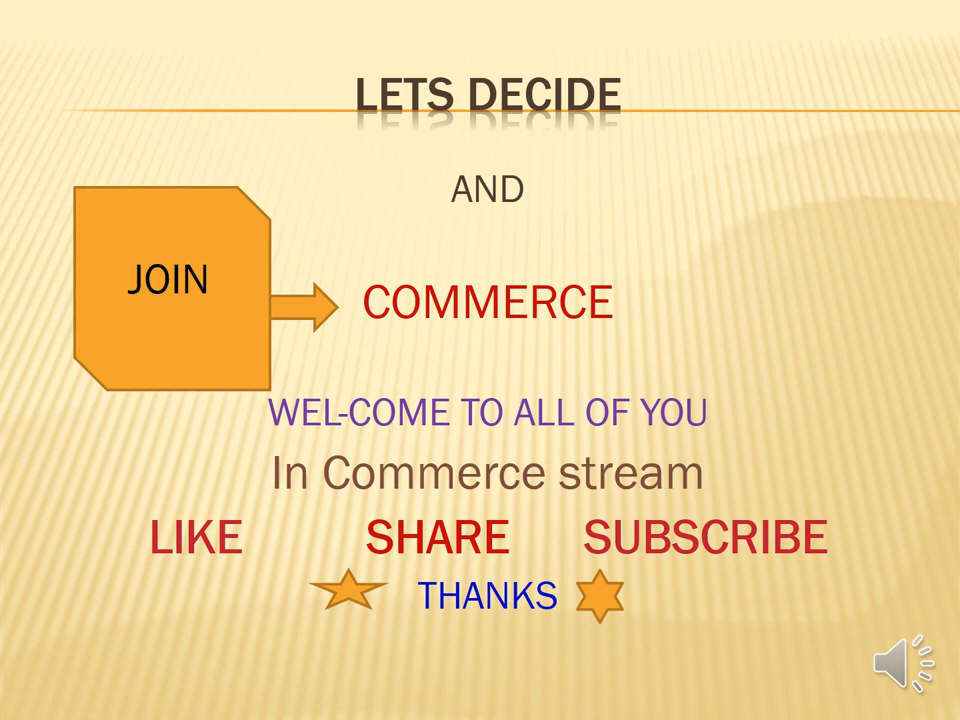 LETS DECIDE
AND
JOIN
COMMERCE
WEL-COME TO ALL OF YOU
In Commerce stream
LIKE SHARE SUBSCRIBE
THANKS